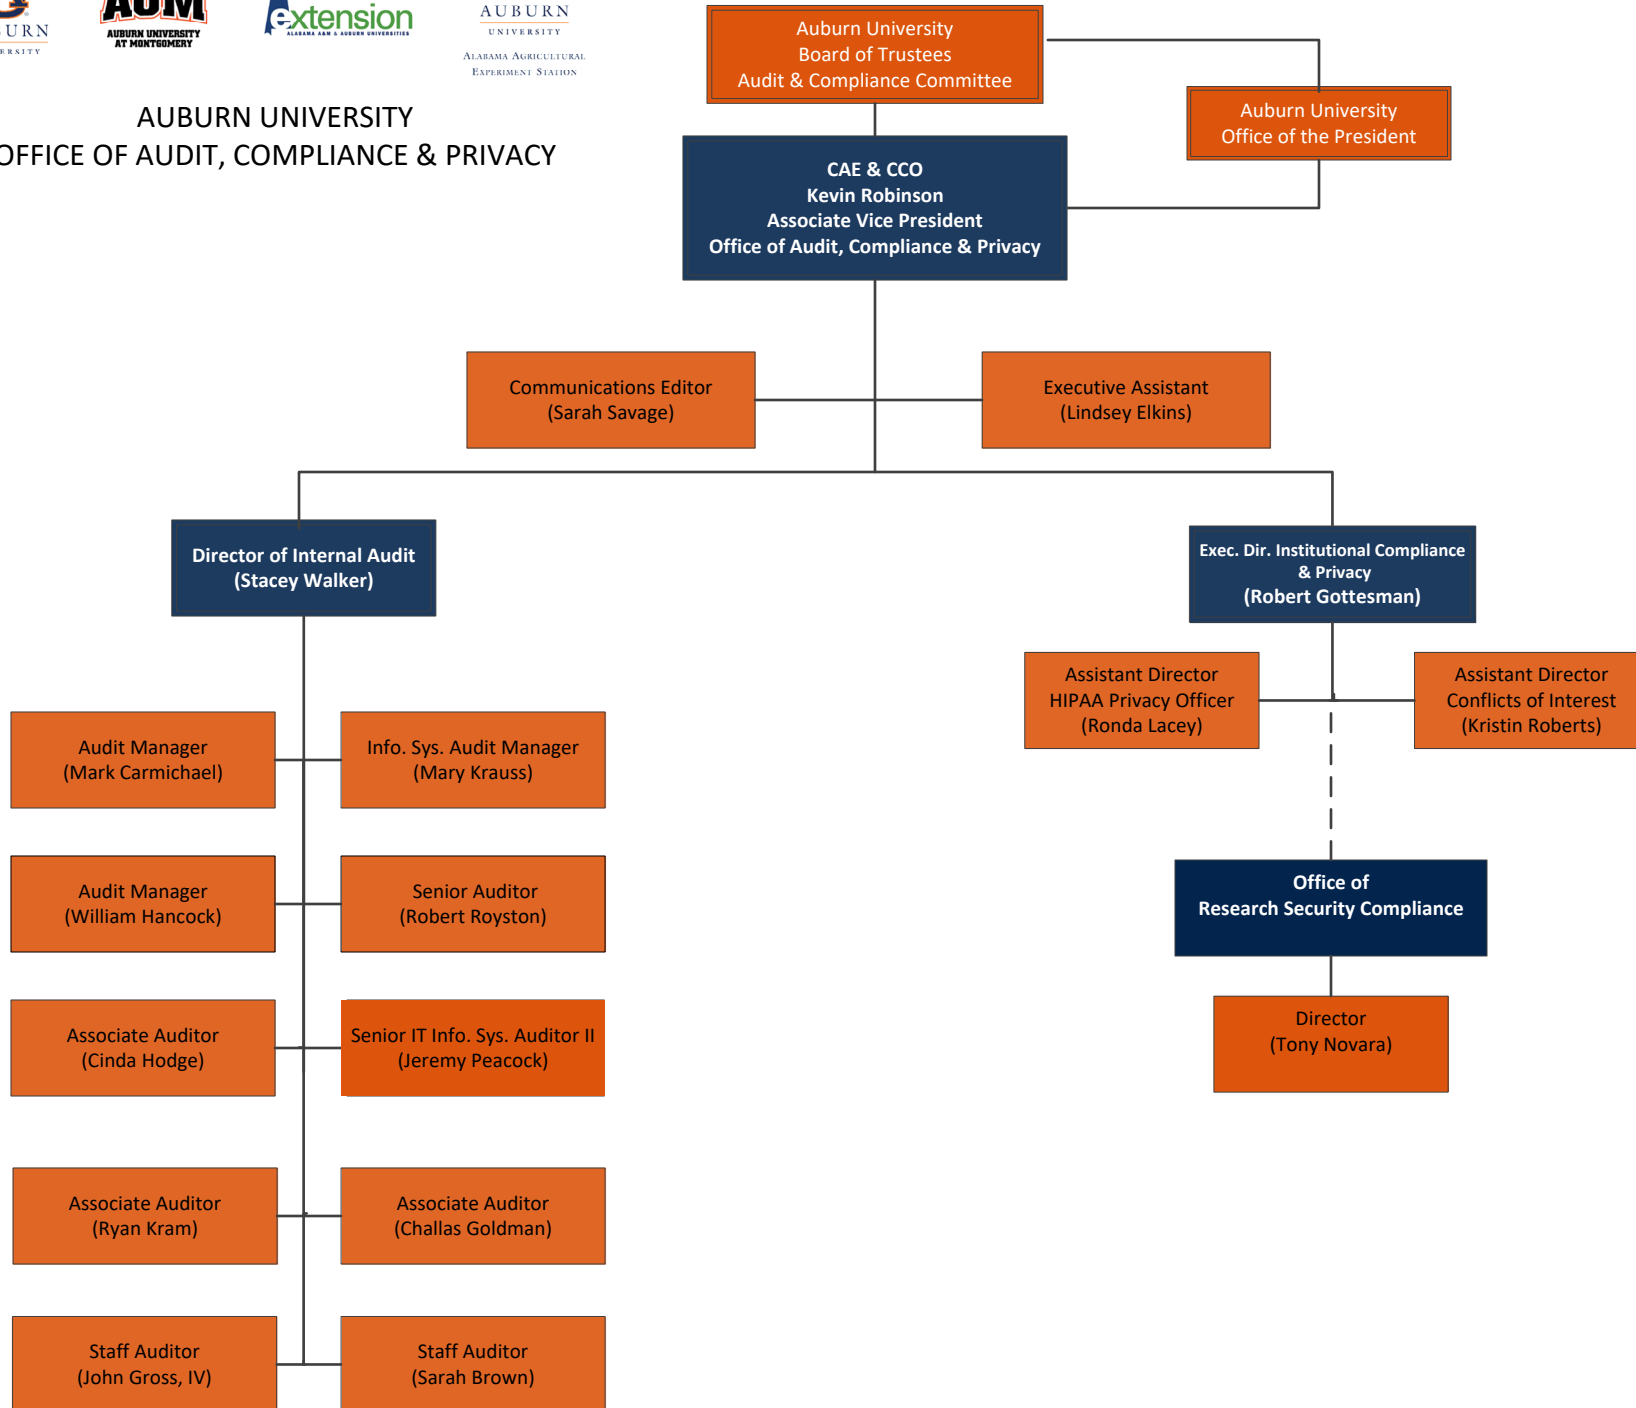 AUM
AUBURN UNIVERSITY
AT MONTGOMERY
extension
ALABAMA A&M & AUBURN UNIVERSITIES
AUBURN
UNIVERSITY
ALABAMA AGRICULTURAL
EXPERIMENT STATION
AUBURN UNIVERSITY
OFFICE OF AUDIT, COMPLIANCE & PRIVACY
Auburn University
Board of Trustees
Audit & Compliance Committee
Auburn University
Office of the President
CAE & CCO
Kevin Robinson
Associate Vice President
Office of Audit, Compliance & Privacy
Communications Editor
(Sarah Savage)
Executive Assistant
(Lindsey Elkins)
Director of Internal Audit
(Stacey Walker)
Exec. Dir. Institutional Compliance
& Privacy
(Robert Gottesman)
Assistant Director
HIPAA Privacy Officer
(Ronda Lacey)
Assistant Director
Conflicts of Interest
(Kristin Roberts)
Audit Manager
(Mark Carmichael)
Info. Sys. Audit Manager
(Mary Krauss)
Audit Manager
(William Hancock)
Senior Auditor
(Robert Royston)
Office of
Research Security Compliance
Associate Auditor
(Cinda Hodge)
Senior IT Info. Sys. Auditor II
(Jeremy Peacock)
Director
(Tony Novara)
Associate Auditor
(Ryan Kram)
Associate Auditor
(Challas Goldman)
Staff Auditor
(John Gross, IV)
Staff Auditor
(Sarah Brown)